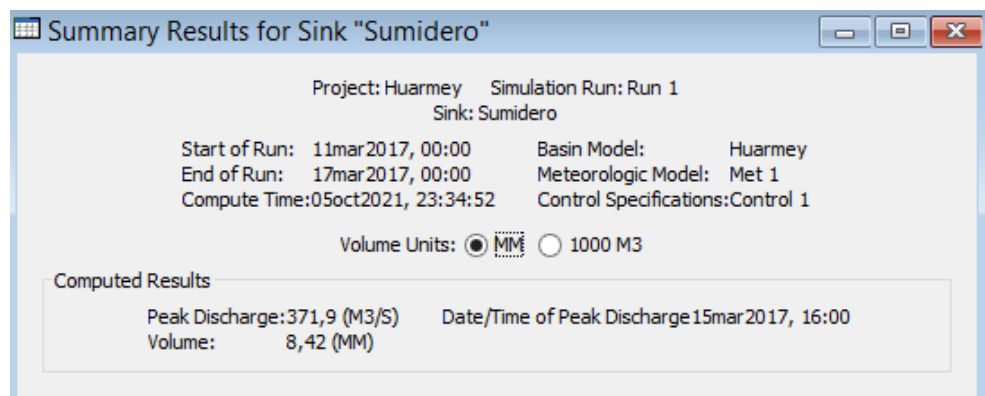 Summary Results for Sink "Sumidero"
Project: Huarmey Simulation Run: Run 1
Sink: Sumidero
Start of Run: 11mar2017, 00:00 Basin Model: Huarmey
End of Run: 17mar2017, 00:00 Meteorologic Model: Met 1
Compute Time:05oct2021, 23:34:52 Control Specifications:Control 1
Volume Units: MM 1000 M3
Computed Results
Peak Discharge:371,9 (M3/S) Date/Time of Peak Discharge15mar2017, 16:00
Volume: 8,42 (MM)